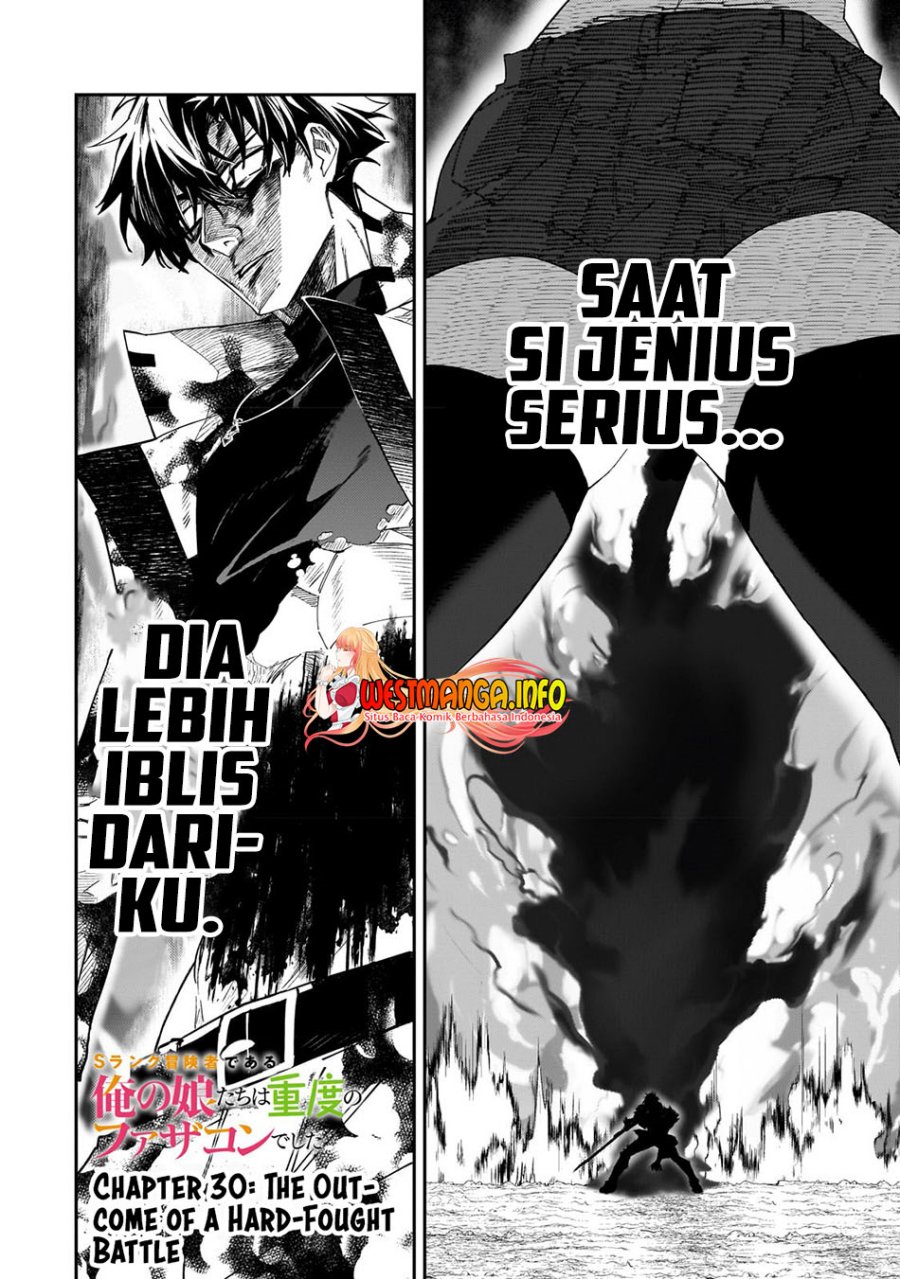 SAAT
SI JENIUS
SERIUS...
DIA
LEBIH
IBLIS
DARI-
KU.
WESTMANGA.INFO
Situs Baca Komik Berbahasa Indonesia
Sランク冒険者である
俺の娘たちは重度の
ファザコンでした
CHAPTER 30: THE OUT-
COME OF A HARD-FOUGHT
BATTLE